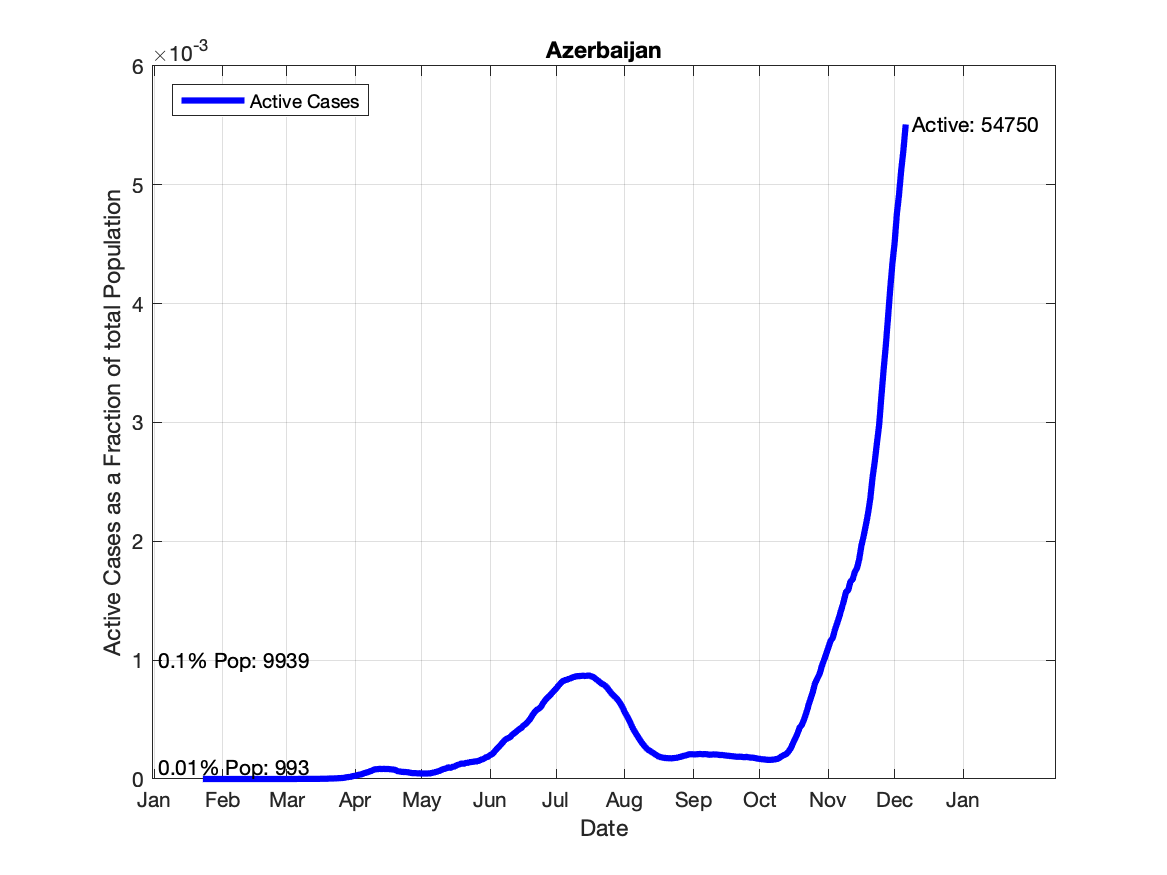 Azerbaijan
×10-3
6
5
4
3
2
1
0
Active Cases
Active: 54750
0.1% Pop: 9939
0.01% Pop: 993
Active Cases as a Fraction of total Population
Jan Feb Mar Apr May Jun Jul Aug Sep Oct Nov Dec Jan
Date